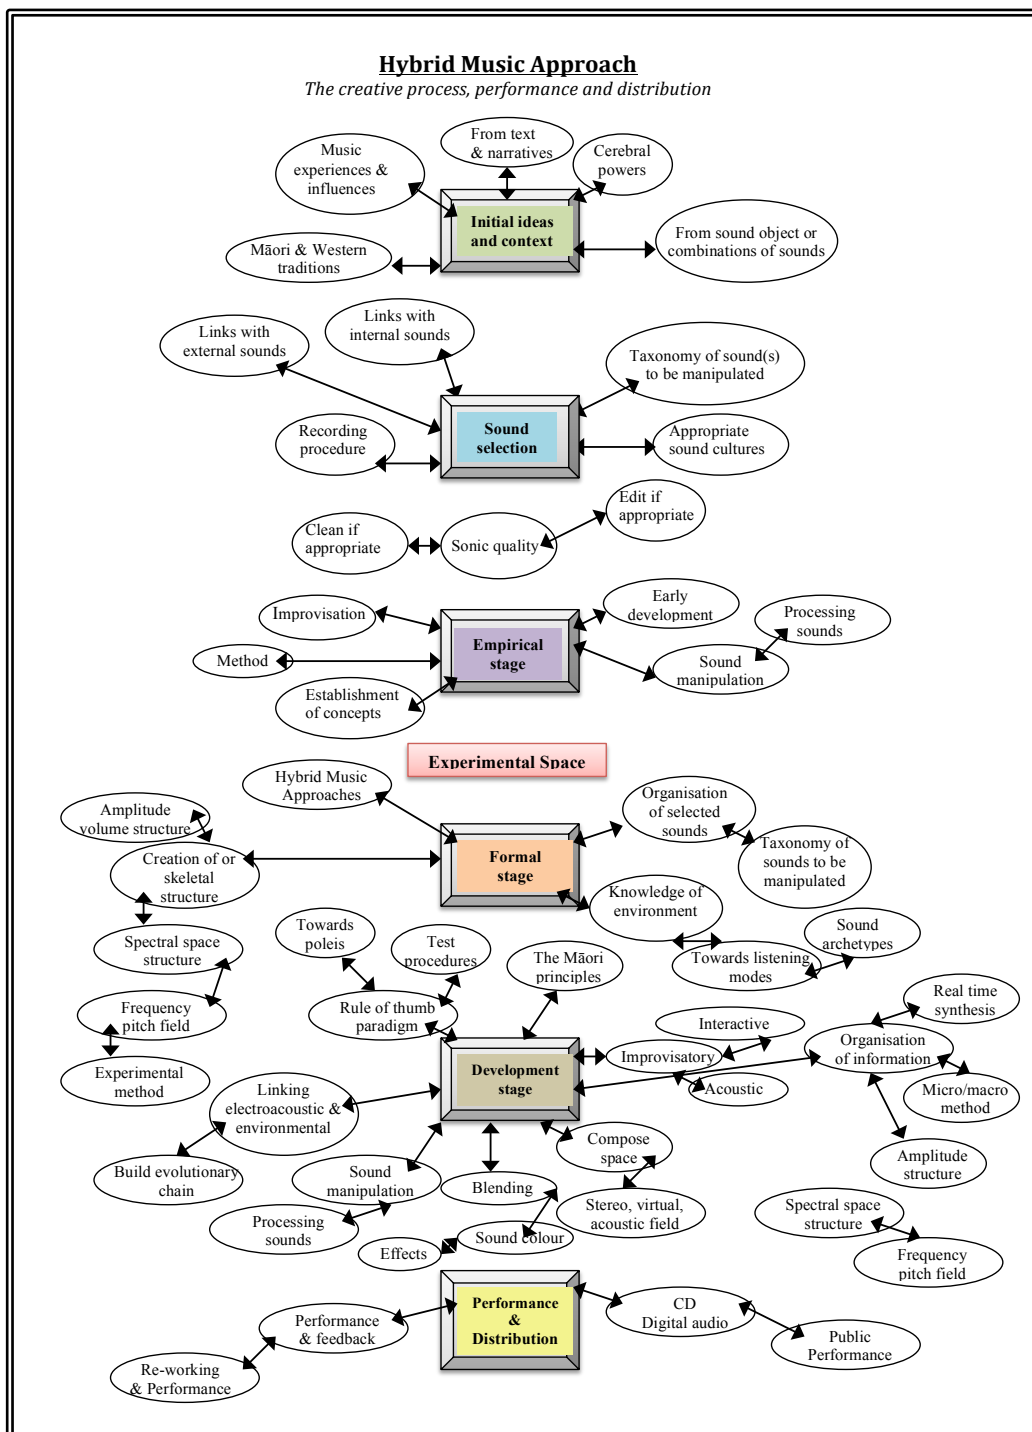 Hybrid Music Approach
The creative process, performance and distribution
From text
& narratives
Music
experiences &
influences
Cerebral
powers
Initial ideas
and context
From sound object or
combinations of sounds
Māori & Western
traditions
Links with
internal sounds
Links with
external sounds
Taxonomy of sound(s)
to be manipulated
Sound
selection
Recording
procedure
Appropriate
sound cultures
Edit if
appropriate
Clean if
appropriate
Sonic quality
Improvisation
Early
development
Processing
sounds
Empirical
stage
Method
Sound
manipulation
Establishment
of concepts
Experimental Space
Hybrid Music
Approaches
Amplitude
volume structure
Organisation
of selected
sounds
Creation of or
skeletal
structure
Formal
stage
Taxonomy of
sounds to be
manipulated
Knowledge of
environment
Towards
poleis
Test
procedures
Sound
archetypes
Spectral space
structure
The Māori
principles
Towards listening
modes
Frequency
pitch field
Rule of thumb
paradigm
Real time
synthesis
Interactive
Improvisatory
Organisation
of information
Experimental
method
Development
stage
Acoustic
Micro/macro
method
Linking
electroacoustic &
environmental
Compose
space
Amplitude
structure
Build evolutionary
chain
Sound
manipulation
Blending
Stereo, virtual,
acoustic field
Spectral space
structure
Processing
sounds
Sound colour
Effects
Frequency
pitch field
Performance
&
Distribution
CD
Digital audio
Performance
& feedback
Public
Performance
Re-working
& Performance